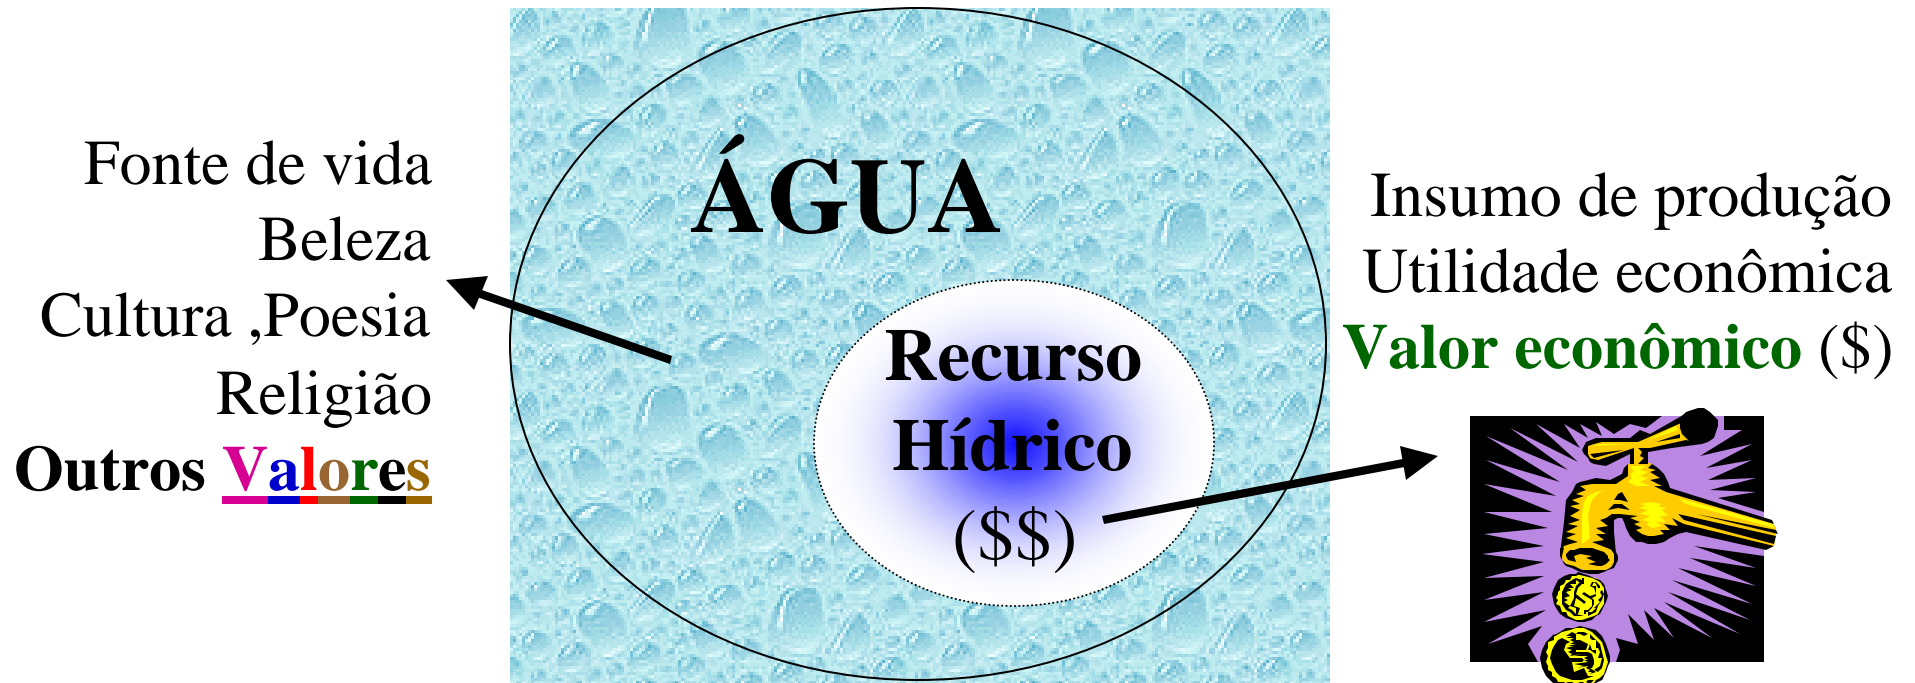 Fonte de vida
Beleza
Cultura ,Poesia
Religião
Outros Valores
ÁGUA
Recurso
Hídrico
($$)
Insumo de produção
Utilidade econômica
Valor econômico ($)